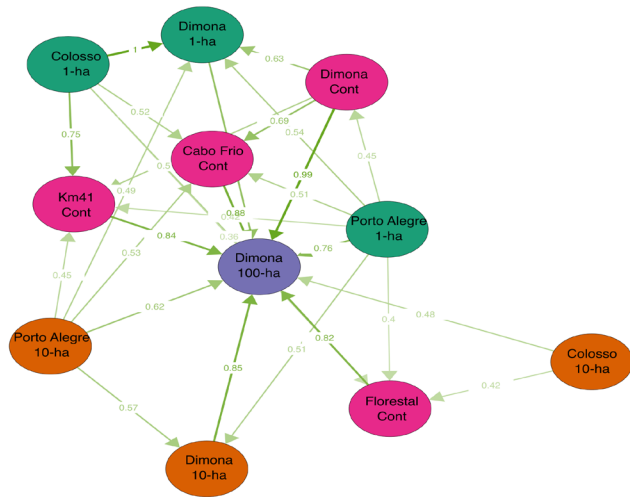 Dimona
1-ha
Colosso
1-ha
1
0.63
Dimona
Cont
0.52
0.69
0.54
0.75
Cabo Frio
Cont
0.99
0.45
0.49
0.51
Km41
Cont
0.88
Porto Alegre
1-ha
0.84
0.36
0.53
0.76
Dimona
100-ha
0.45
0.62
0.4
0.48
Porto Alegre
10-ha
0.82
0.51
Colosso
10-ha
0.85
0.42
0.57
Florestal
Cont
Dimona
10-ha